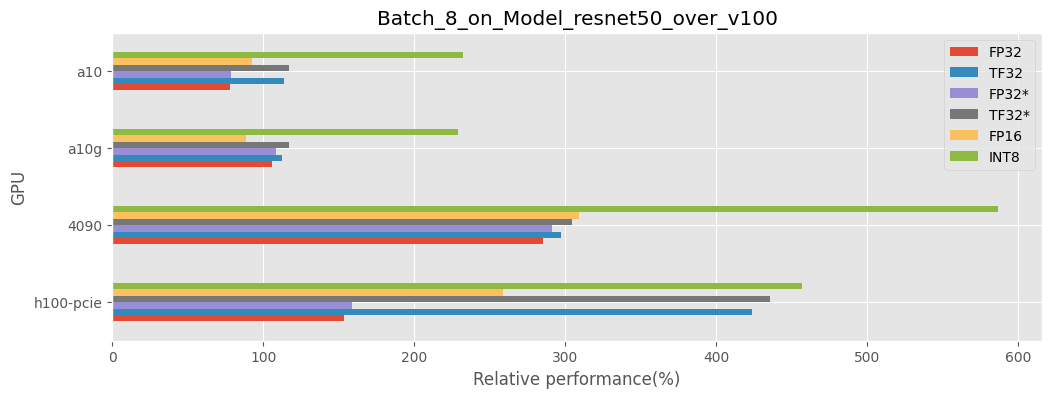 Batch_8_on_Model_resnet50_over_v100
FP32
TF32
FP32*
TF32*
FP16
INT8
GPU
a10
a10g
4090
h100-pcie
0 100 200 300 400 500 600
Relative performance(%)